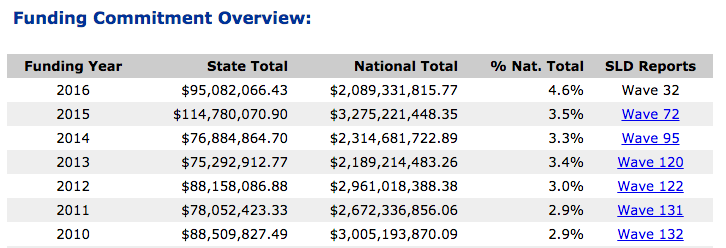 Funding Commitment Overview:
Funding Year State Total National Total % Nat. Total SLD Reports
2016 $95,082,066.43 $2,089,331,815.77 4.6% Wave 32
2015 $114,780,070.90 $3,275,221,448.35 3.5% Wave 72
2014 $76,884,864.70 $2,314,681,722.89 3.3% Wave 95
2013 $75,292,912.77 $2,189,214,483.26 3.4% Wave 120
2012 $88,158,086.88 $2,961,018,388.38 3.0% Wave 122
2011 $78,052,423.33 $2,672,336,856.06 2.9% Wave 131
2010 $88,509,827.49 $3,005,193,870.09 2.9% Wave 132